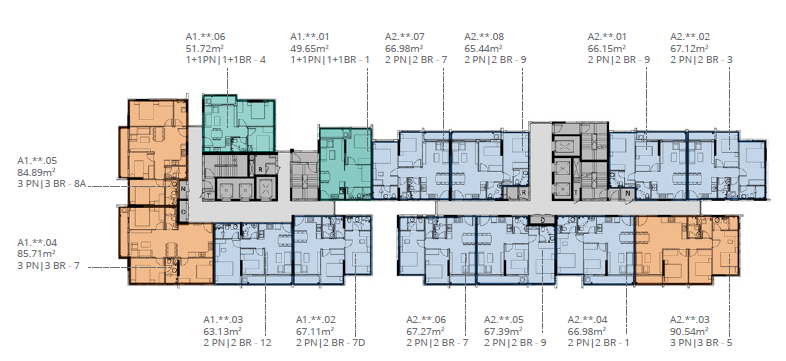 A1.**.06
51.72m²
1+1PN|1+1BR - 4
A1.**.01
49.65m²
1+1PN|1+1BR - 1
A2.**.07
66.98m²
2 PN|2 BR - 7
A2.**.08
65.44m²
2 PN|2 BR - 9
A2.**.01
66.15m²
2 PN|2 BR - 9
A2.**.02
67.12m²
2 PN|2 BR - 3
A1.**.05
84.89m²
3 PN|3 BR - 8A
A1.**.04
85.71m²
3 PN|3 BR - 7
A1.**.03
63.13m²
2 PN|2 BR - 12
A1.**.02
67.11m²
2 PN|2 BR - 7D
A2.**.06
67.27m²
2 PN|2 BR - 7
A2.**.05
67.39m²
2 PN|2 BR - 9
A2.**.04
66.98m²
2 PN|2 BR - 1
A2.**.03
90.54m²
3 PN|3 BR - 5